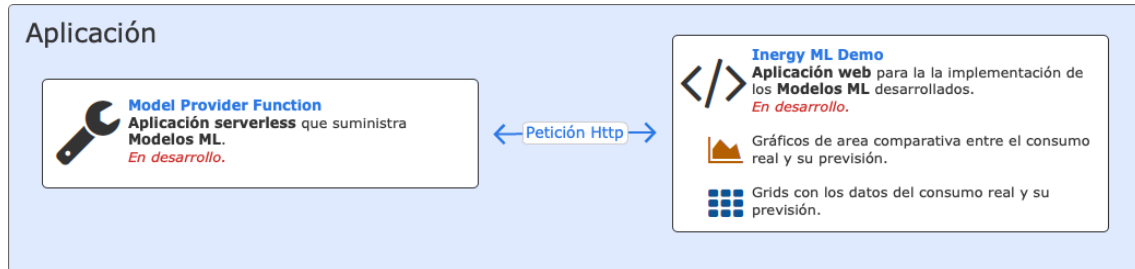 Aplicación
Model Provider Function
Aplicación serverless que suministra
Modelos ML.
En desarrollo.
Petición Http
Inergy ML Demo
Aplicación web para la la implementación de
los Modelos ML desarrollados.
En desarrollo.
Gráficos de area comparativa entre el consumo
real y su previsión.
Grids con los datos del consumo real y su
previsión.